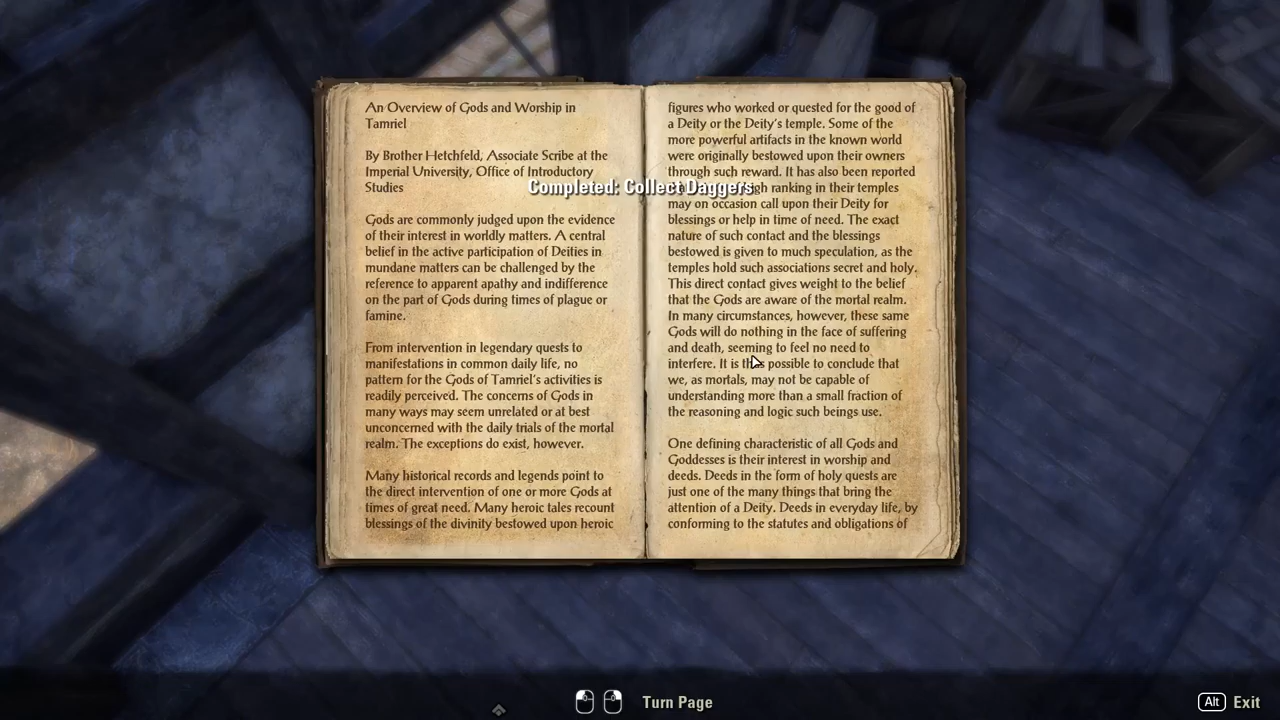 An Overview of Gods and Worship in
Tamriel
By Brother Hetchfeld, Associate Scribe at the
Imperial University, Office of Introductory
Studies
Gods are commonly judged upon the evidence
of their interest in worldly matters. A central
belief in the active participation of Deities in
mundane matters can be challenged by the
reference to apparent apathy and indifference
on the part of Gods during times of plague or
famine.
From intervention in legendary quests to
manifestations in common daily life, no
pattern for the Gods of Tamriel's activities is
readily perceived. The concerns of Gods in
many ways may seem unrelated or at best
unconcerned with the daily trials of the mortal
realm. The exceptions do exist, however.
Many historical records and legends point to
the direct intervention of one or more Gods at
times of great need. Many heroic tales recount
blessings of the divinity bestowed upon heroic
figures who worked or quested for the good of
a Deity or the Deity's temple. Some of the
more powerful artifacts in the known world
were originally bestowed upon their owners
through such reward. It has also been reported
ranking in their temples
may on occasion call upon their Deity for
blessings or help in time of need. The exact
nature of such contact and the blessings
bestowed is given to much speculation, as the
temples hold such associations secret and holy.
This direct contact gives weight to the belief
that the Gods are aware of the mortal realm.
In many circumstances, however, these same
Gods will do nothing in the face of suffering
and death, seeming to feel no need to
interfere. It is thus possible to conclude that
we, as mortals, may not be capable of
understanding more than a small fraction of
the reasoning and logic such beings use.
One defining characteristic of all Gods and
Goddesses is their interest in worship and
deeds. Deeds in the form of holy quests are
just one of the many things that bring the
attention of a Deity. Deeds in everyday life, by
conforming to the statutes and obligations of
Completed: Collect Daggers
Turn Page
Alt Exit